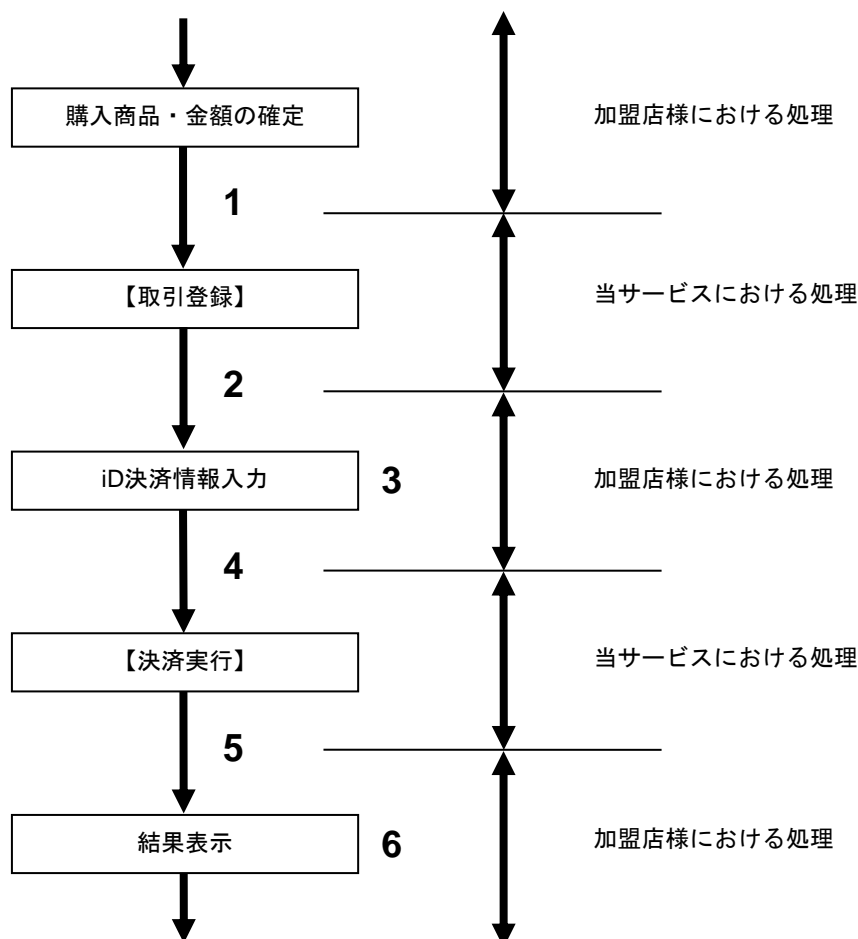 購入商品・金額の確定
加盟店様における処理
1
【取引登録】
当サービスにおける処理
2
iD決済情報入力
3
加盟店様における処理
4
【決済実行】
当サービスにおける処理
5
結果表示
6
加盟店様における処理